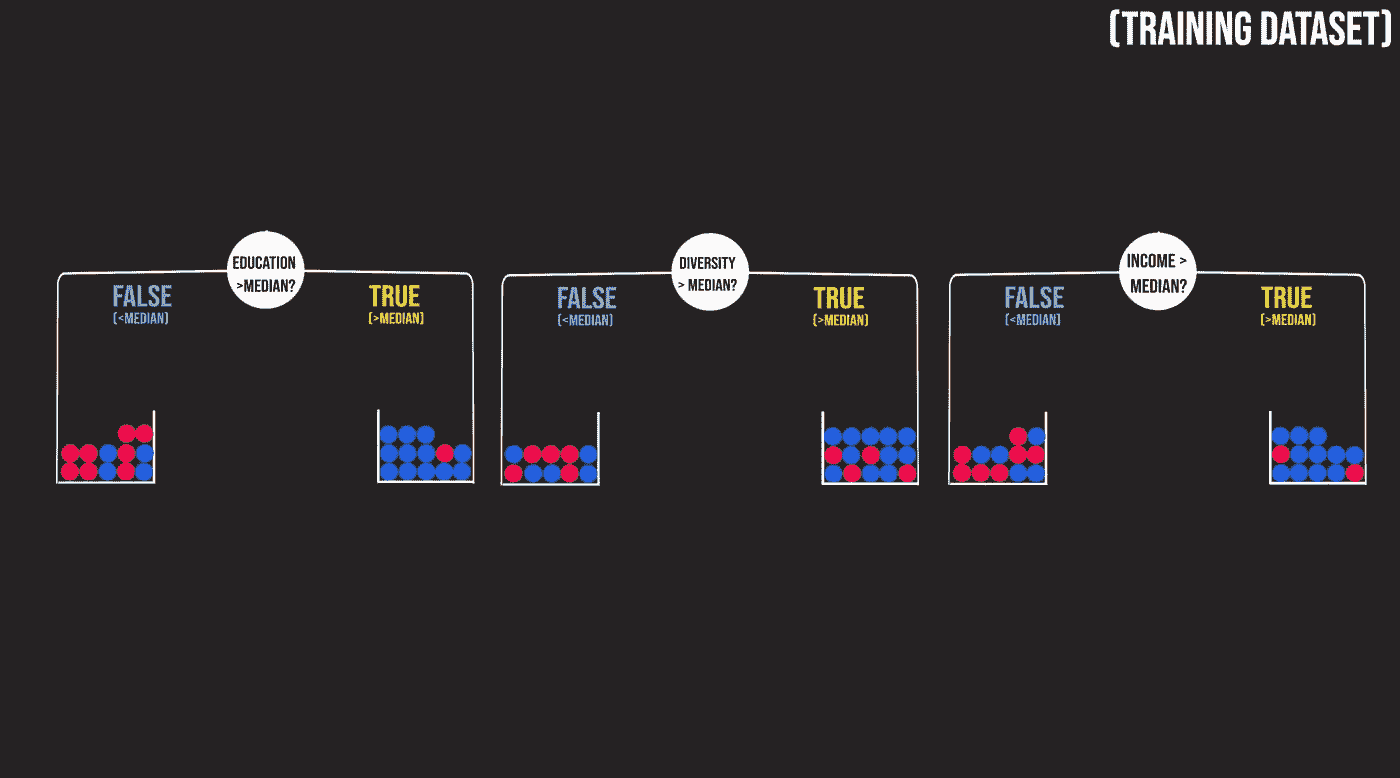 [TRAINING DATASET]
EDUCATION
>MEDIAN?
FALSE
(<MEDIAN)
TRUE
(>MEDIAN)
DIVERSITY
> MEDIAN?
FALSE
(<MEDIAN)
TRUE
(>MEDIAN)
INCOME >
MEDIAN?
FALSE
(<MEDIAN)
TRUE
(>MEDIAN)